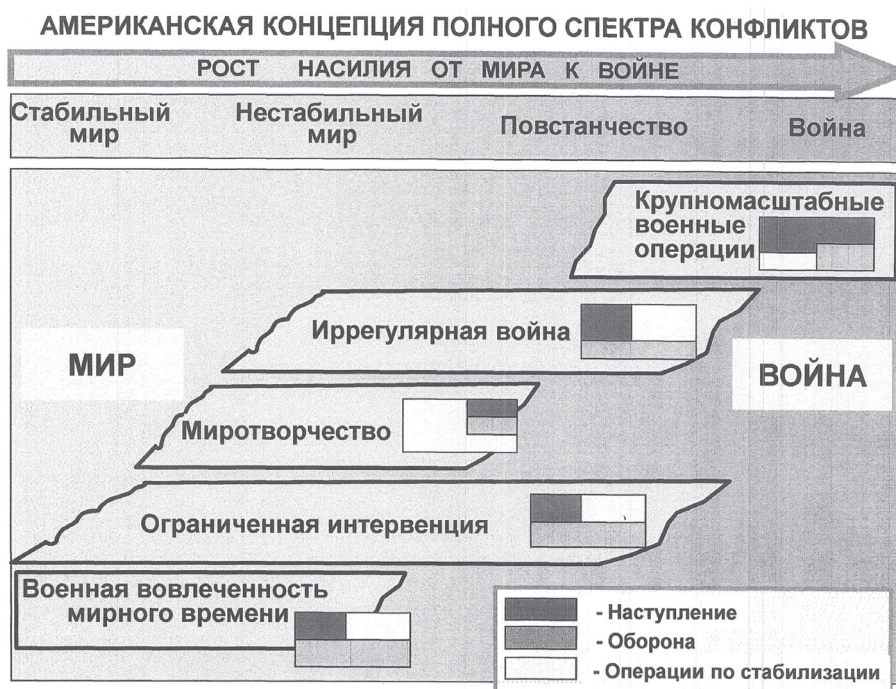 АМЕРИКАНСКАЯ КОНЦЕПЦИЯ ПОЛНОГО СПЕКТРА КОНФЛИКТОВ
РОСТ НАСИЛИЯ ОТ МИРА К ВОЙНЕ
Стабильный
мир
Нестабильный
мир
Повстанчество
Война
Крупномасштабные
военные
операции
Иррегулярная война
МИР
ВОЙНА
Миротворчество
Ограниченная интервенция
Военная вовлеченность
мирного времени
- Наступление
- Оборона
- Операции по стабилизации